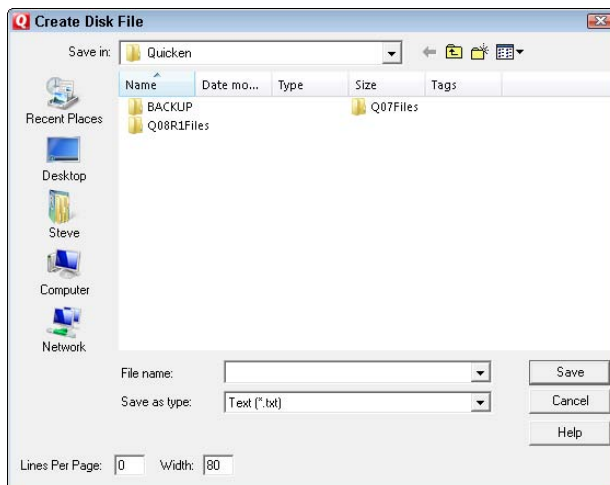 Q Create Disk File
Save in: Quicken
Name Date mo... Type Size Tags
BACKUP Q07Files
Q08R1Files
Recent Places
Desktop
Steve
Computer
Network
File name: Save
Save as type: Text (*.txt) Cancel
Help
Lines Per Page: 0 Width: 80